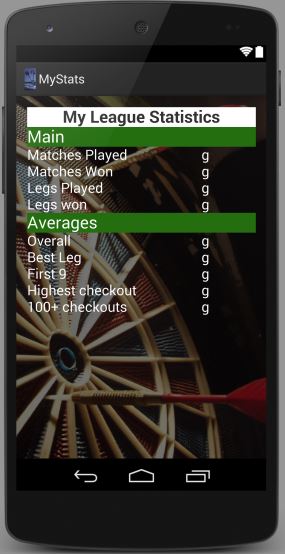 MyStats
My League Statistics
Main
Matches Played g
Matches Won g
Legs Played g
Legs won g
Averages
Overall g
Best Leg g
First 9 g
Highest checkout g
100+ checkouts g